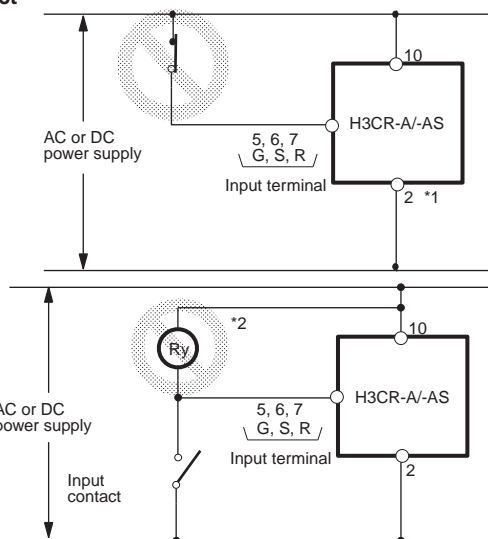 10
H3CR-A/-AS
AC or DC
power supply
5, 6, 7
G, S, R
Input terminal
2 *1
*2
Ry
10
H3CR-A/-AS
AC or DC
power supply
5, 6, 7
G, S, R
Input terminal
Input
contact
2